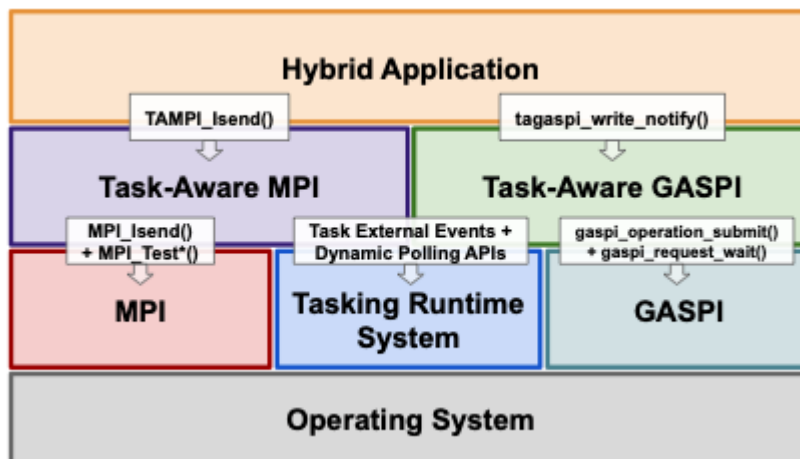 Hybrid Application
TAMPI_Isend()
tagaspi_write_notify()
Task-Aware MPI
Task-Aware GASPI
MPI_Isend()
+ MPI_Test*()
Task External Events +
Dynamic Polling APIs
gaspi_operation_submit()
+ gaspi_request_wait()
MPI
Tasking Runtime
System
GASPI
Operating System